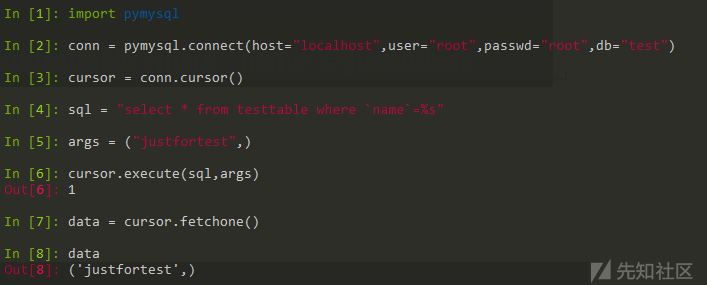 In [1]: import pymysql
In [2]: conn = pymysql.connect(host="localhost",user="root",passwd="root",db="test")
In [3]: cursor = conn.cursor()
In [4]: sql = "select * from testtable where `name`=%s"
In [5]: args = ("justfortest",)
In [6]: cursor.execute(sql,args)
Out[6]: 1
In [7]: data = cursor.fetchone()
In [8]: data
Out[8]: ('justfortest',)
先知社区